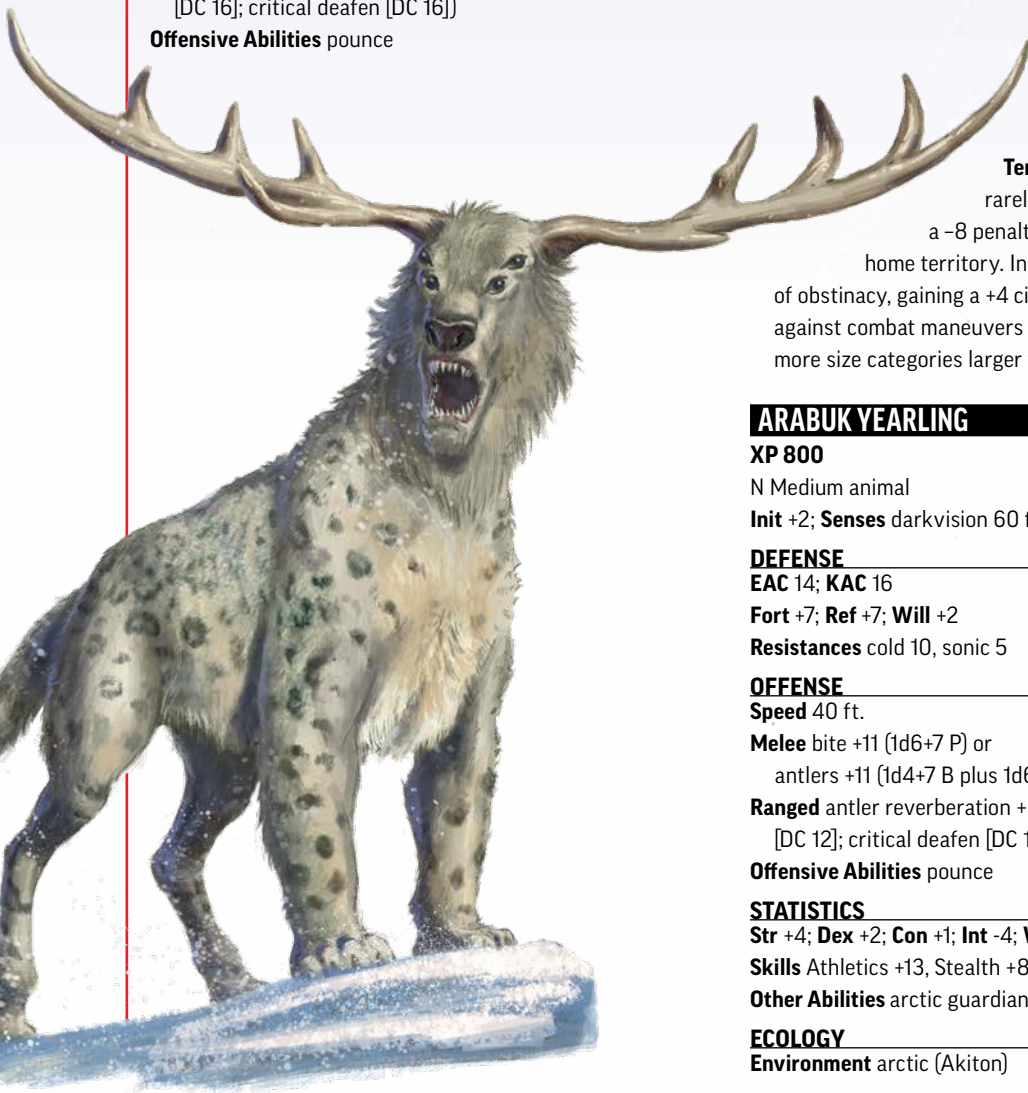 [DC 16]; critical deafen [DC 16])
Offensive Abilities pounce
a –8
home territory. In
of obstinacy, gaining a +4
against combat maneuvers
more size categories larger
ARABUK YEARLING
XP 800
N Medium animal
Init +2; Senses darkvision 60
DEFENSE
EAC 14; KAC 16
Fort +7; Ref +7; Will +2
Resistances cold 10, sonic 5
OFFENSE
Speed 40 ft.
Melee bite +11 (1d6+7 P) or
antlers +11 (1d4+7 B plus
Ranged antler reverberation
[DC 12]; critical deafen [DC
Offensive Abilities pounce
STATISTICS
Str +4; Dex +2; Con +1; Int -4;
Skills Athletics +13, Stealth +8
Other Abilities arctic guardian
ECOLOGY
Environment arctic (Akiton)